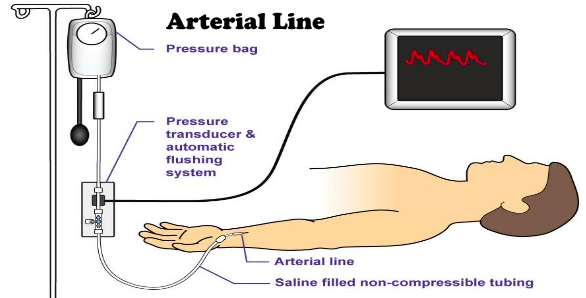 Arterial Line
Pressure bag
Pressure
transducer &
automatic
flushing
system
Arterial line
Saline filled non-compressible tubing